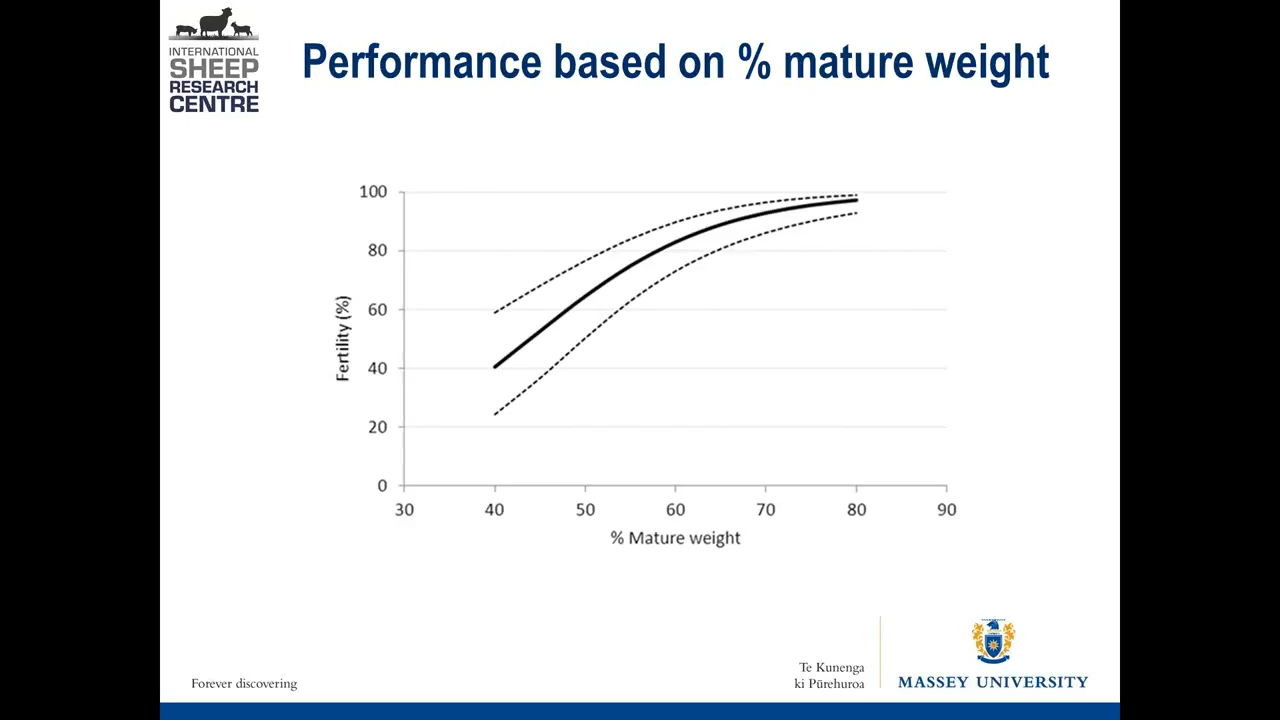 INTERNATIONAL
SHEEP
RESEARCH
CENTRE
Performance based on % mature weight
100
80
60
40
20
0
Fertility (%)
30 40 50 60 70 80 90
% Mature weight
Forever discovering
Te Kunenga
ki Pūrehuroa
MASSEY UNIVERSITY